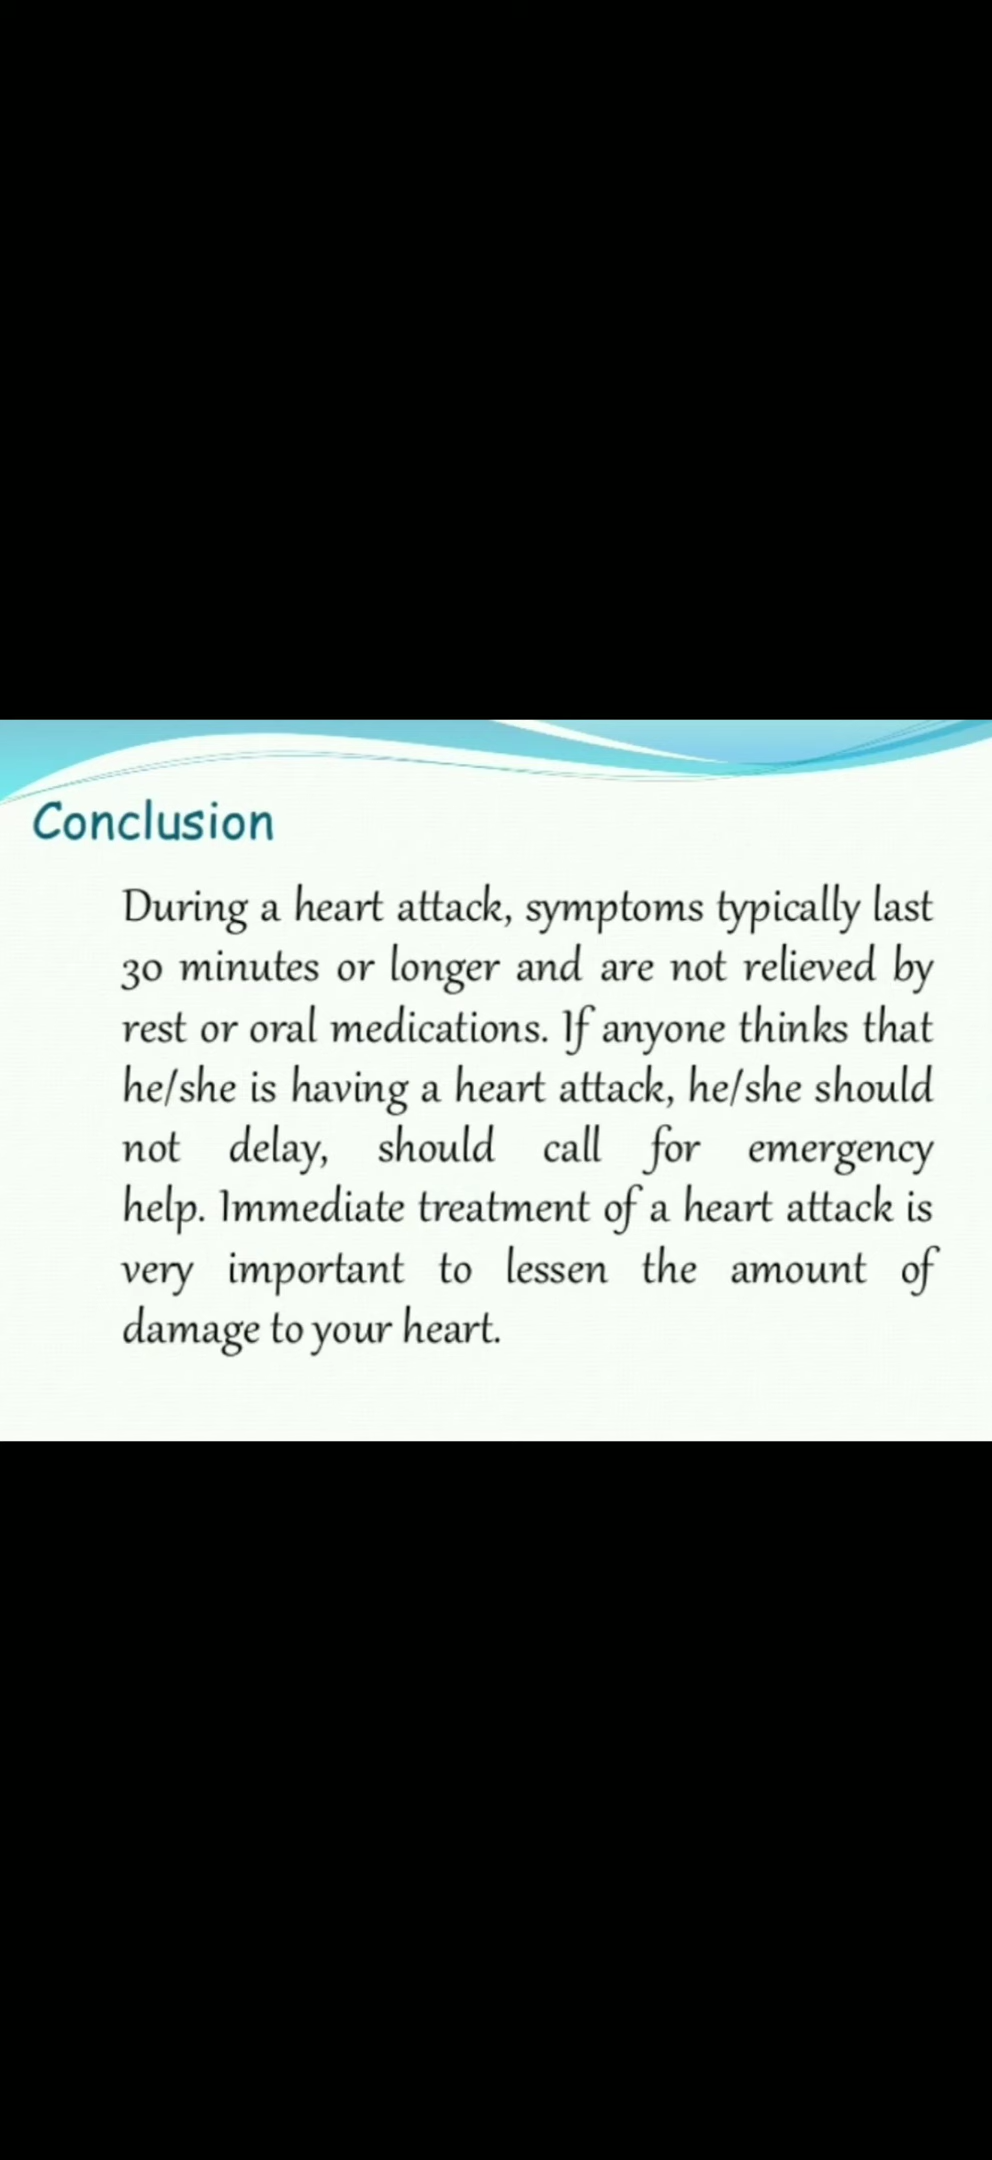 Conclusion
During a heart attack, symptoms typically last
30 minutes or longer and are not relieved by
rest or oral medications. If anyone thinks that
he/she is having a heart attack, he/she should
not delay, should call for emergency
help. Immediate treatment of a heart attack is
very important to lessen the amount of
damage to your heart.